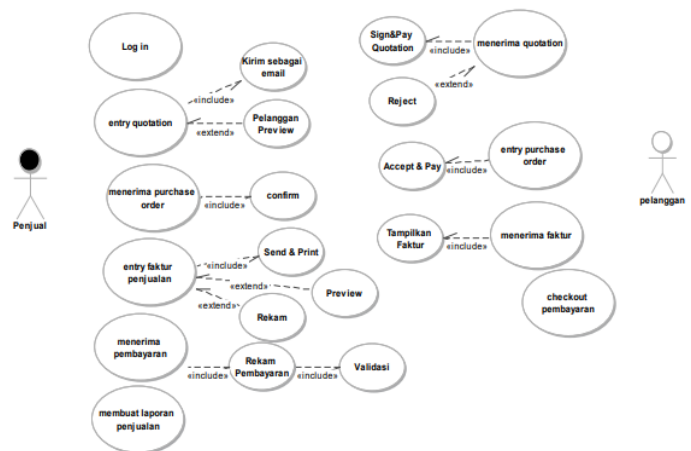 Log in
Kirim sebagai
email
«include»
entry quotation
«extend»
Pelanggan
Preview
Penjual
menerima purchase
order
«include»
confirm
entry faktur
penjualan
«include»
Send & Print
«extend»
Preview
«extend»
Rekam
menerima
pembayaran
«include»
Rekam
Pembayaran
«include»
Validasi
membuat laporan
penjualan
Sign&Pay
Quotation
«include»
menerima quotation
«extend»
Reject
Accept & Pay
«include»
entry purchase
order
pelanggan
Tampilkan
Faktur
«include»
menerima faktur
checkout
pembayaran